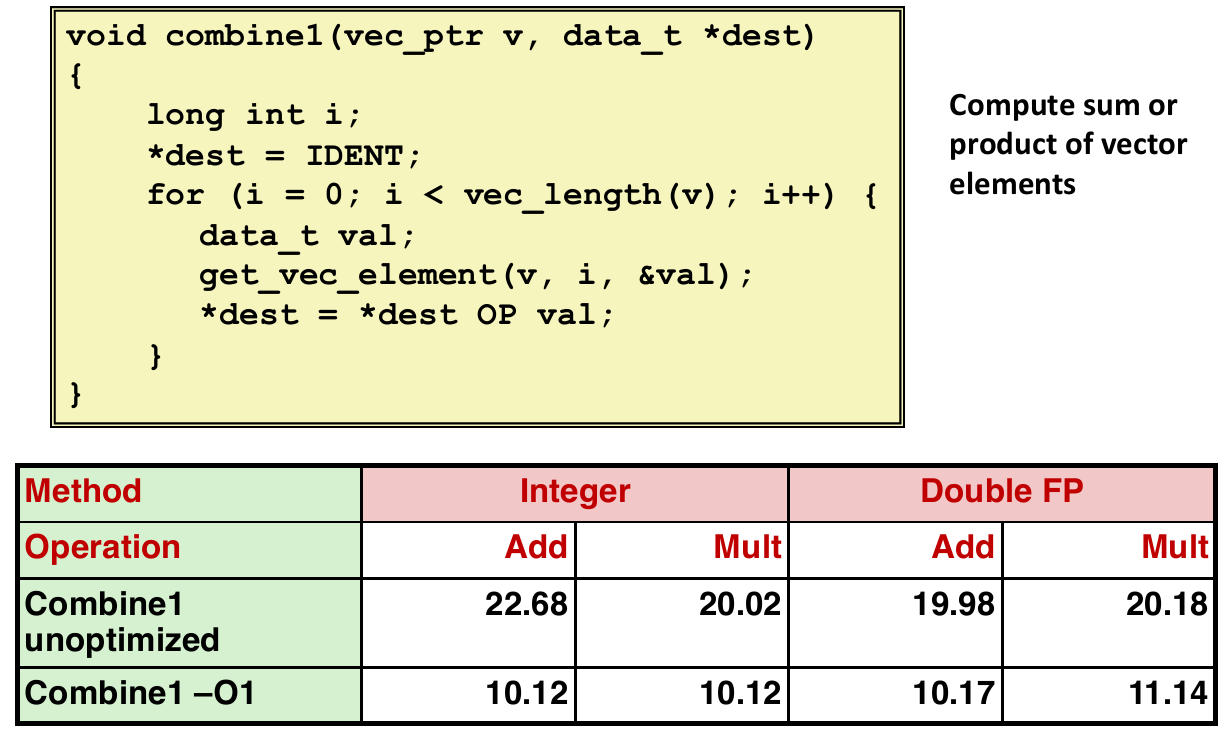 void combine1(vec_ptr v, data_t *dest)
{
    long int i;
    *dest = IDENT;
    for (i = 0; i < vec_length(v); i++) {
       data_t val;
       get_vec_element(v, i, &val);
       *dest = *dest OP val;
    }
}
Compute sum or
product of vector
elements
Method Integer Double FP
Operation Add Mult Add Mult
Combine1 22.68 20.02 19.98 20.18
unoptimized
Combine1 –O1 10.12 10.12 10.17 11.14